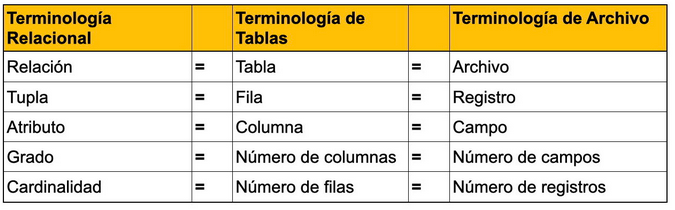 Terminología Relacional Terminología de Tablas Terminología de Archivo
Relación = Tabla = Archivo
Tupla = Fila = Registro
Atributo = Columna = Campo
Grado = Número de columnas = Número de campos
Cardinalidad = Número de filas = Número de registros